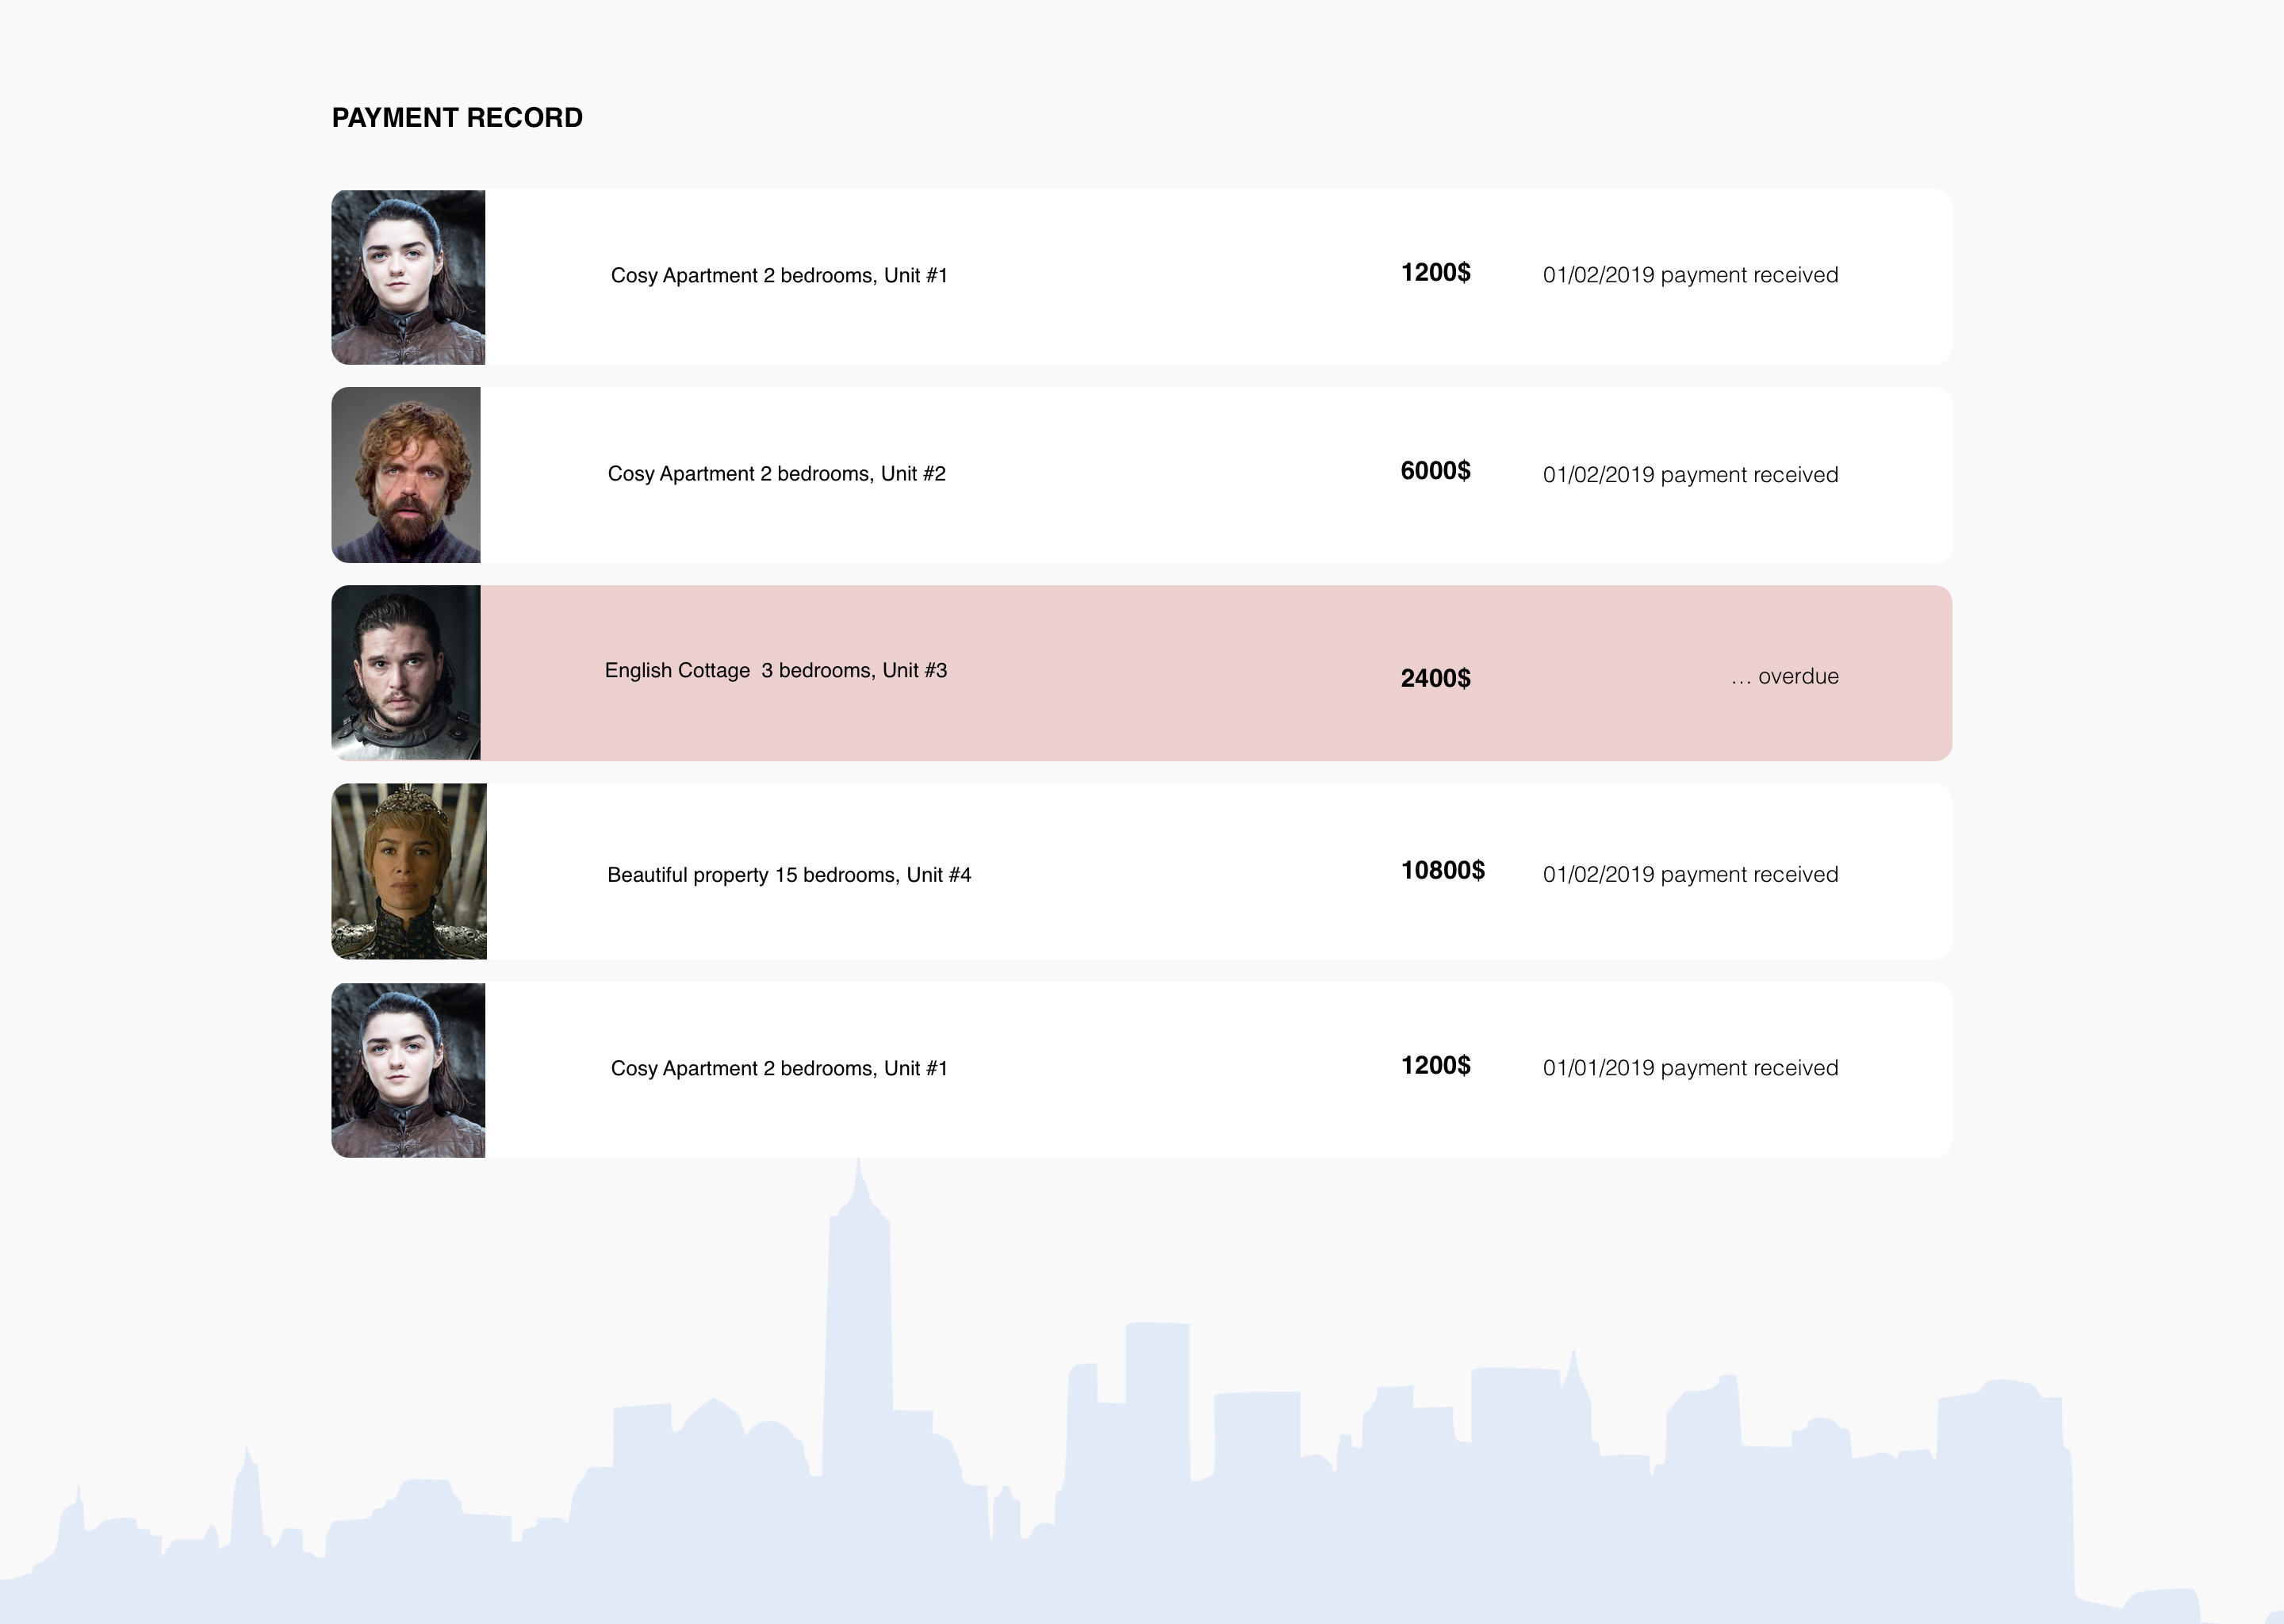 PAYMENT RECORD
Cosy Apartment 2 bedrooms, Unit #1 1200$ 01/02/2019 payment received
Cosy Apartment 2 bedrooms, Unit #2 6000$ 01/02/2019 payment received
English Cottage  3 bedrooms, Unit #3 2400$ ... overdue
Beautiful property 15 bedrooms, Unit #4 10800$ 01/02/2019 payment received
Cosy Apartment 2 bedrooms, Unit #1 1200$ 01/01/2019 payment received